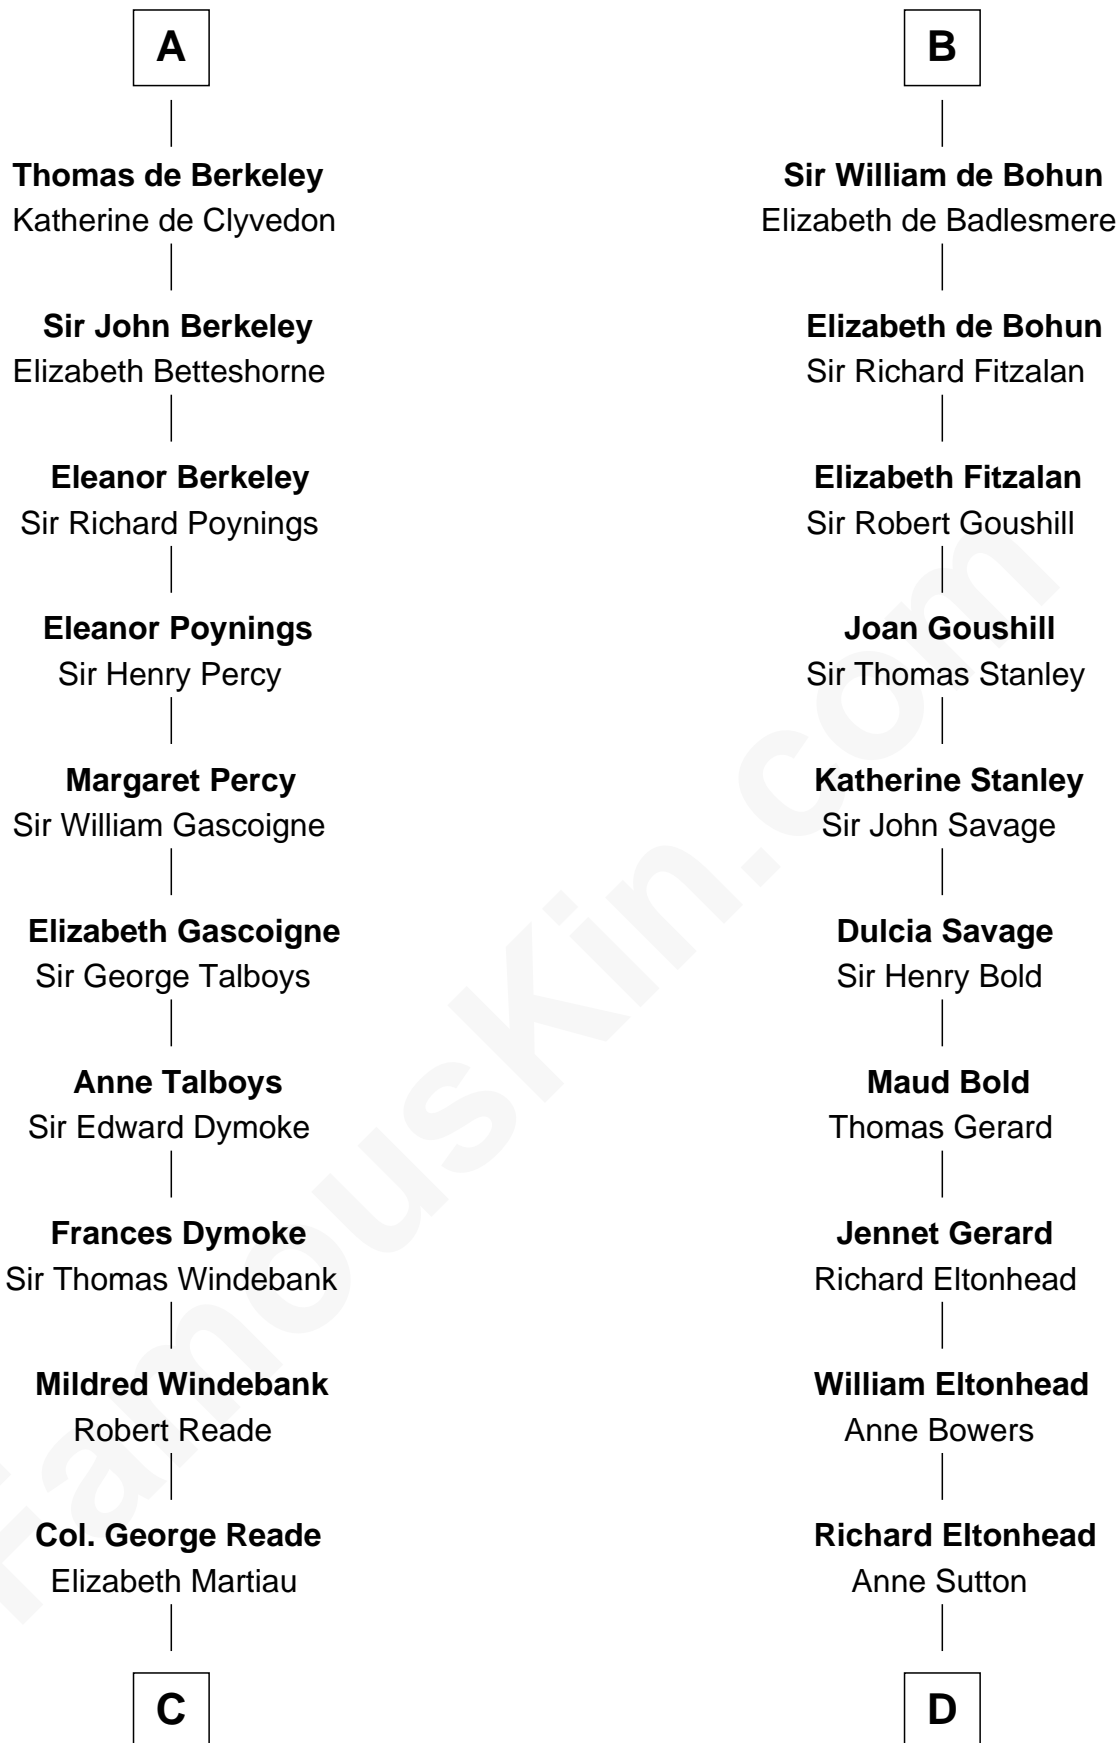 A
Thomas de Berkeley
Katherine de Clyvedon
Sir John Berkeley
Elizabeth Betteshorne
Eleanor Berkeley
Sir Richard Poynings
Eleanor Poynings
Sir Henry Percy
Margaret Percy
Sir William Gascoigne
Elizabeth Gascoigne
Sir George Talboys
Anne Talboys
Sir Edward Dymoke
Frances Dymoke
Sir Thomas Windebank
Mildred Windebank
Robert Reade
Col. George Reade
Elizabeth Martiau
C
B
Sir William de Bohun
Elizabeth de Badlesmere
Elizabeth de Bohun
Sir Richard Fitzalan
Elizabeth Fitzalan
Sir Robert Goushill
Joan Goushill
Sir Thomas Stanley
Katherine Stanley
Sir John Savage
Dulcia Savage
Sir Henry Bold
Maud Bold
Thomas Gerard
Jennet Gerard
Richard Eltonhead
William Eltonhead
Anne Bowers
Richard Eltonhead
Anne Sutton
D
FamousKin.com